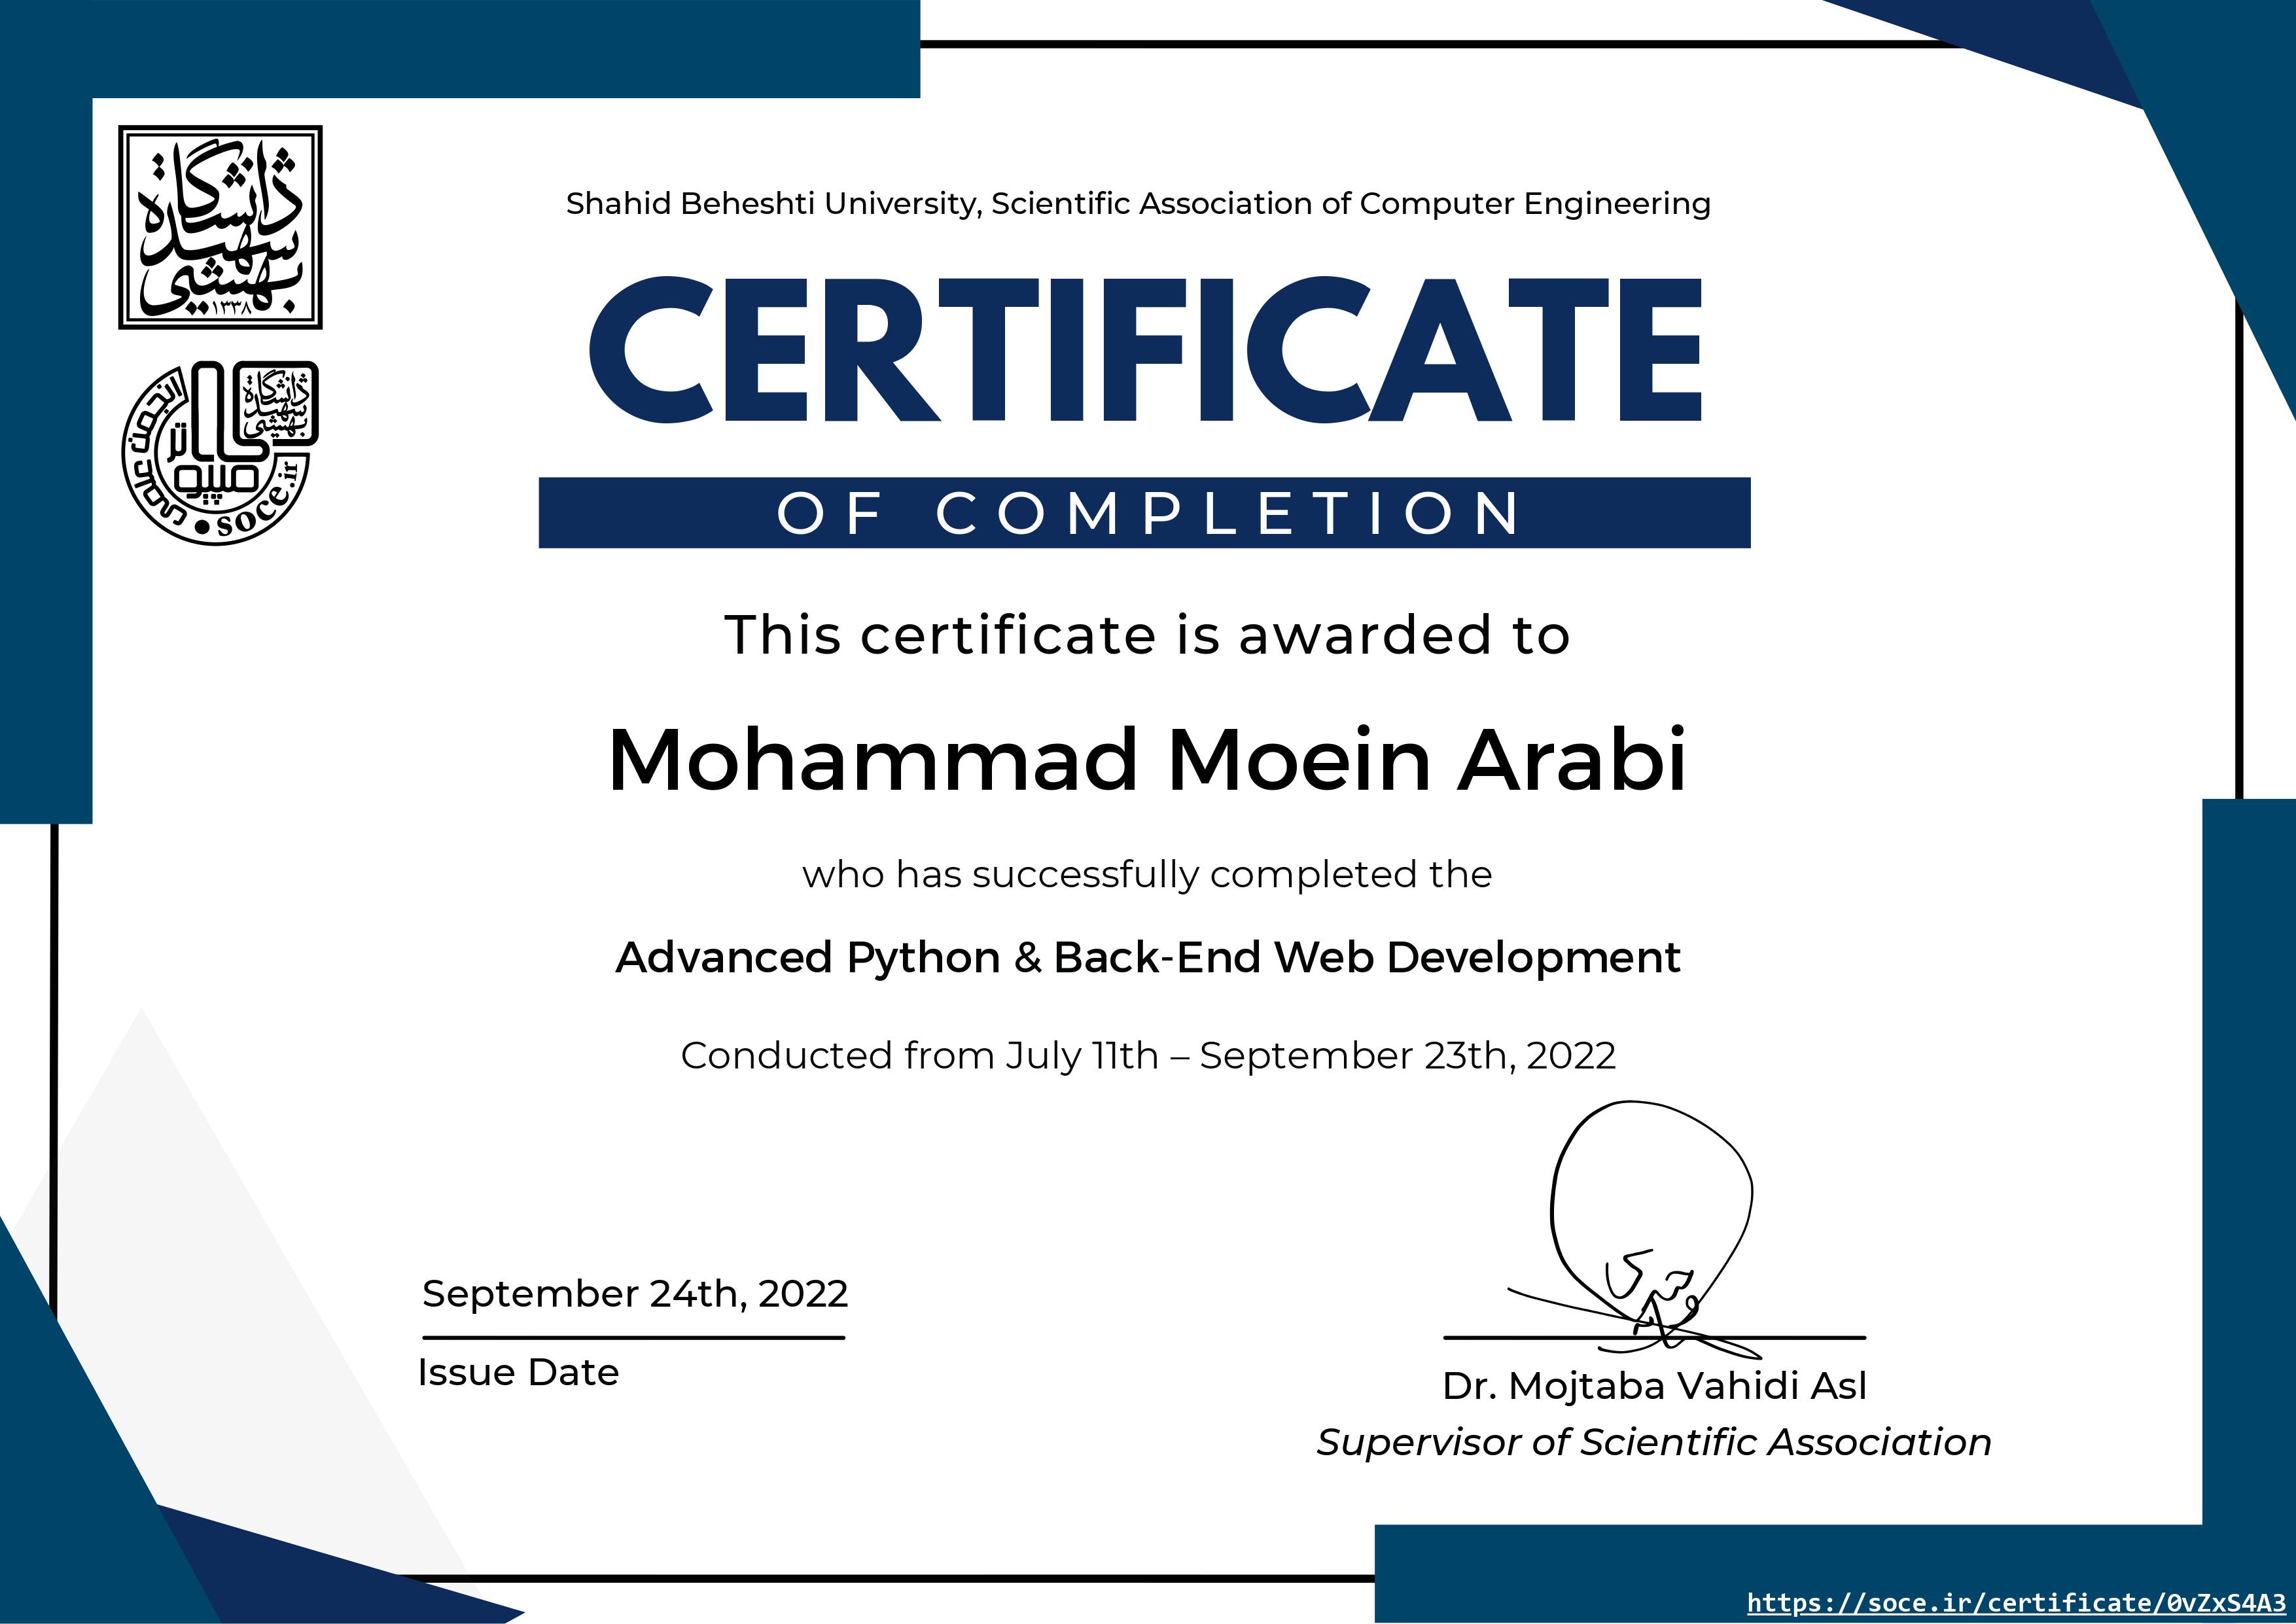 دانشگاه
شهید
بهشتی
۱۳۳۸
دانشگاه
شهید
بهشتی
انجمن علمی
کامپیوتر
soce.ir
Shahid Beheshti University, Scientific Association of Computer Engineering
CERTIFICATE
OF COMPLETION
This certificate is awarded to
Mohammad Moein Arabi
who has successfully completed the
Advanced Python & Back-End Web Development
Conducted from July 11th – September 23th, 2022
September 24th, 2022
Issue Date
Dr. Mojtaba Vahidi Asl
Supervisor of Scientific Association
https://soce.ir/certificate/0vZxS4A3